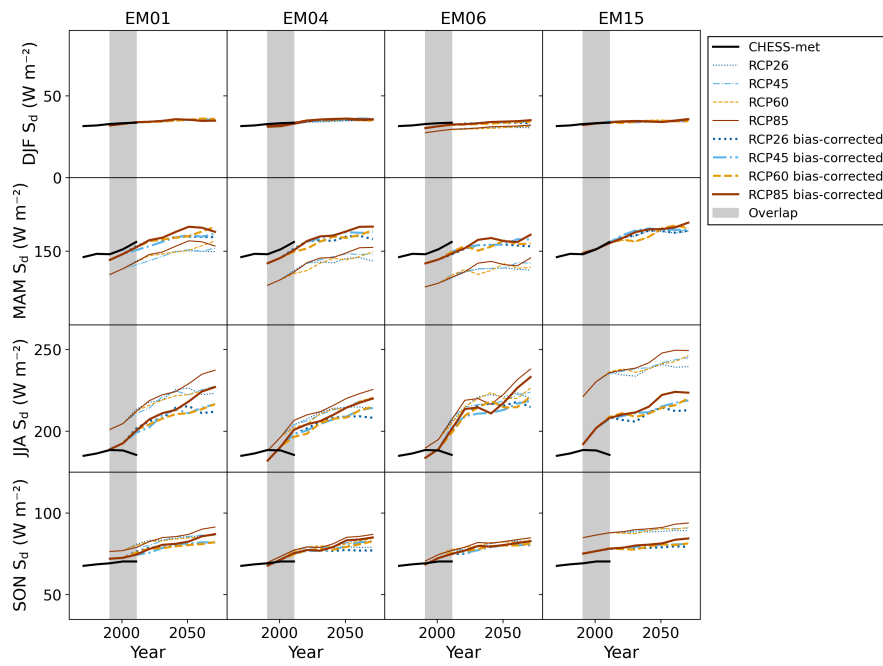 EM01 EM04 EM06 EM15
DJF S_d (W m⁻²)
50
0
MAM S_d (W m⁻²)
150
JJA S_d (W m⁻²)
250
200
SON S_d (W m⁻²)
100
50
2000 2050 2000 2050 2000 2050 2000 2050
Year Year Year Year
CHESS-met
RCP26
RCP45
RCP60
RCP85
RCP26 bias-corrected
RCP45 bias-corrected
RCP60 bias-corrected
RCP85 bias-corrected
Overlap